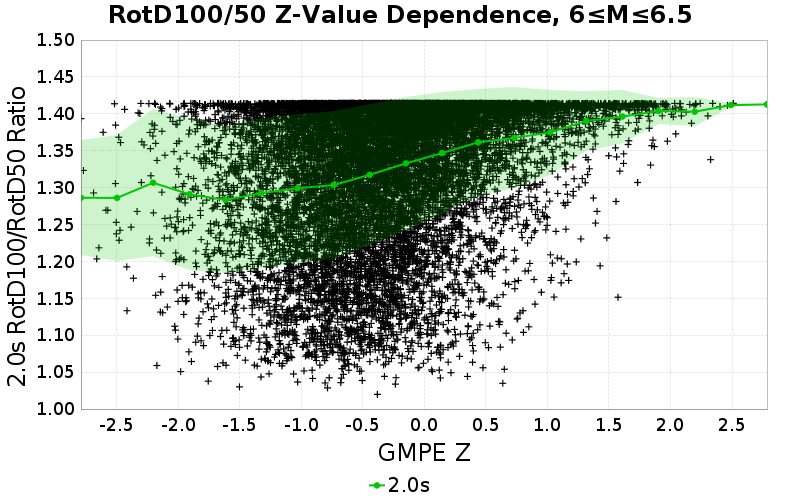 RotD100/50 Z-Value Dependence, 6≤M≤6.5
2.0s RotD100/RotD50 Ratio
1.50
1.45
1.40
1.35
1.30
1.25
1.20
1.15
1.10
1.05
1.00
-2.5 -2.0 -1.5 -1.0 -0.5 0.0 0.5 1.0 1.5 2.0 2.5
GMPE Z
2.0s